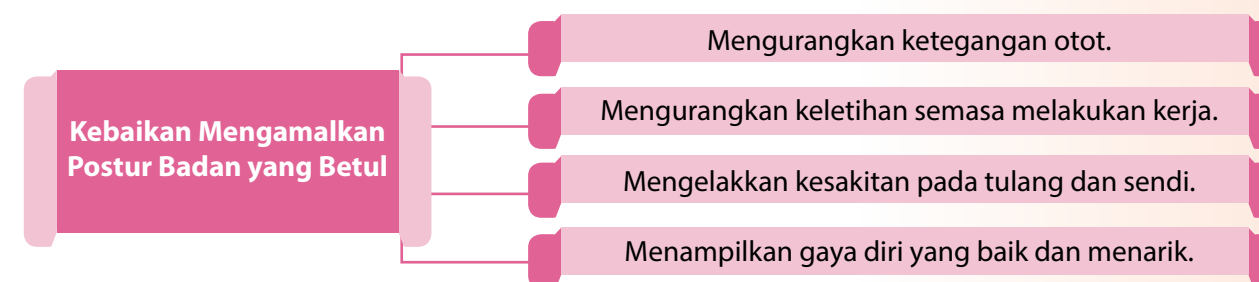 Kebaikan Mengamalkan
Postur Badan yang Betul
Mengurangkan ketegangan otot.
Mengurangkan keletihan semasa melakukan kerja.
Mengelakkan kesakitan pada tulang dan sendi.
Menampilkan gaya diri yang baik dan menarik.